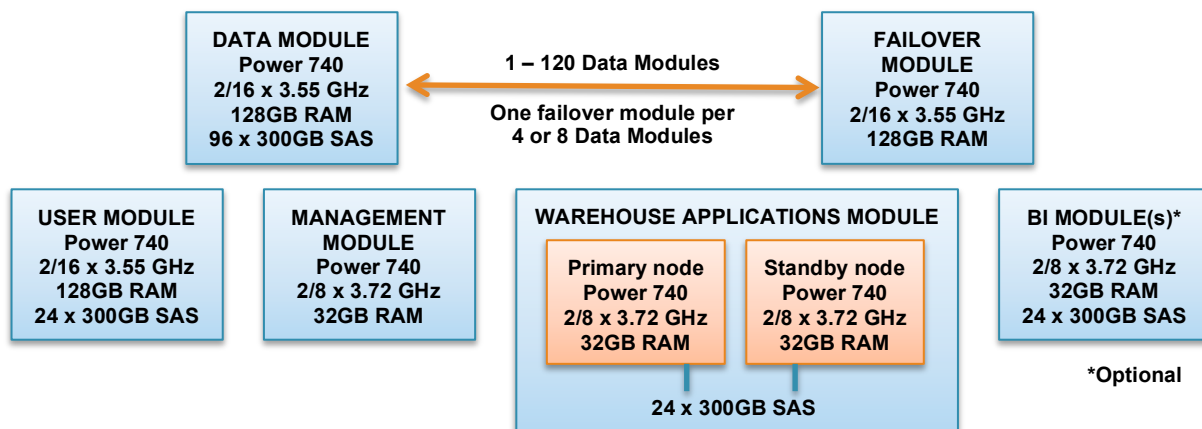 DATA MODULE
Power 740
2/16 x 3.55 GHz
128GB RAM
96 x 300GB SAS
1 – 120 Data Modules
One failover module per
4 or 8 Data Modules
FAILOVER
MODULE
Power 740
2/16 x 3.55 GHz
128GB RAM
USER MODULE
Power 740
2/16 x 3.55 GHz
128GB RAM
24 x 300GB SAS
MANAGEMENT
MODULE
Power 740
2/8 x 3.72 GHz
32GB RAM
WAREHOUSE APPLICATIONS MODULE
Primary node
Power 740
2/8 x 3.72 GHz
32GB RAM
Standby node
Power 740
2/8 x 3.72 GHz
32GB RAM
24 x 300GB SAS
BI MODULE(s)*
Power 740
2/8 x 3.72 GHz
32GB RAM
24 x 300GB SAS
*Optional